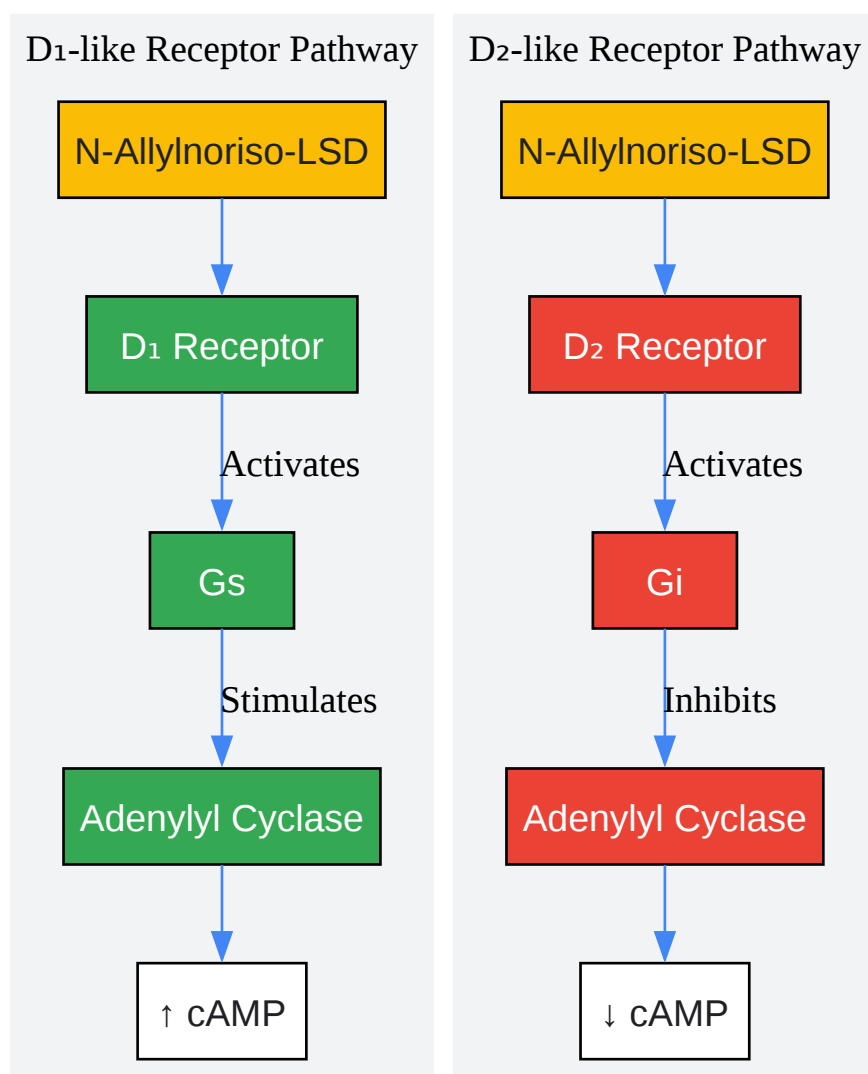 D₁-like Receptor Pathway
N-Allylnoriso-LSD
D₁ Receptor
Activates
Gs
Stimulates
Adenylyl Cyclase
↑ cAMP
D₂-like Receptor Pathway
N-Allylnoriso-LSD
D₂ Receptor
Activates
Gi
Inhibits
Adenylyl Cyclase
↓ cAMP